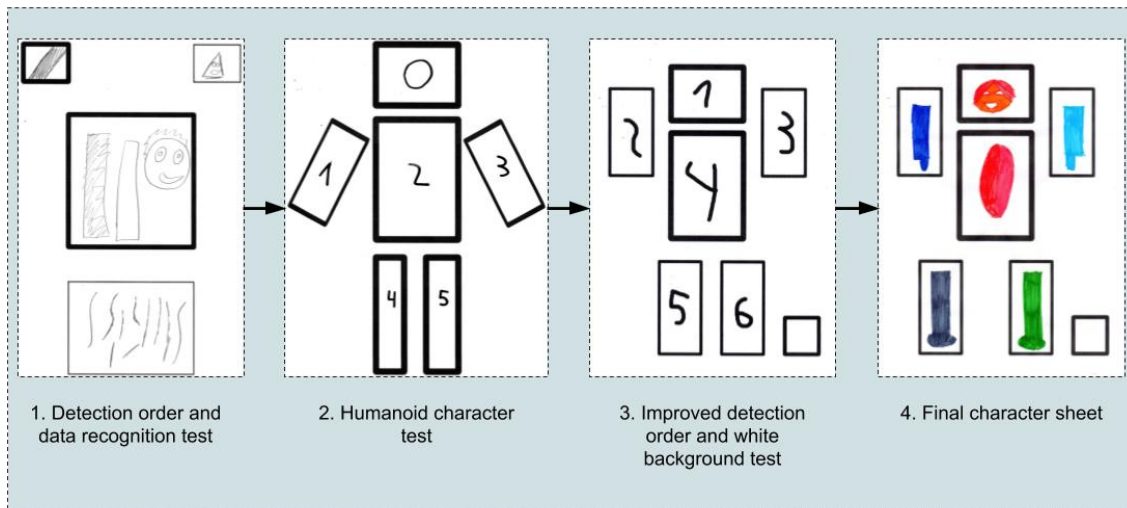 0
1
2
3
4
5
1
2
3
4
5
6
1. Detection order and
data recognition test
2. Humanoid character
test
3. Improved detection
order and white
background test
4. Final character sheet